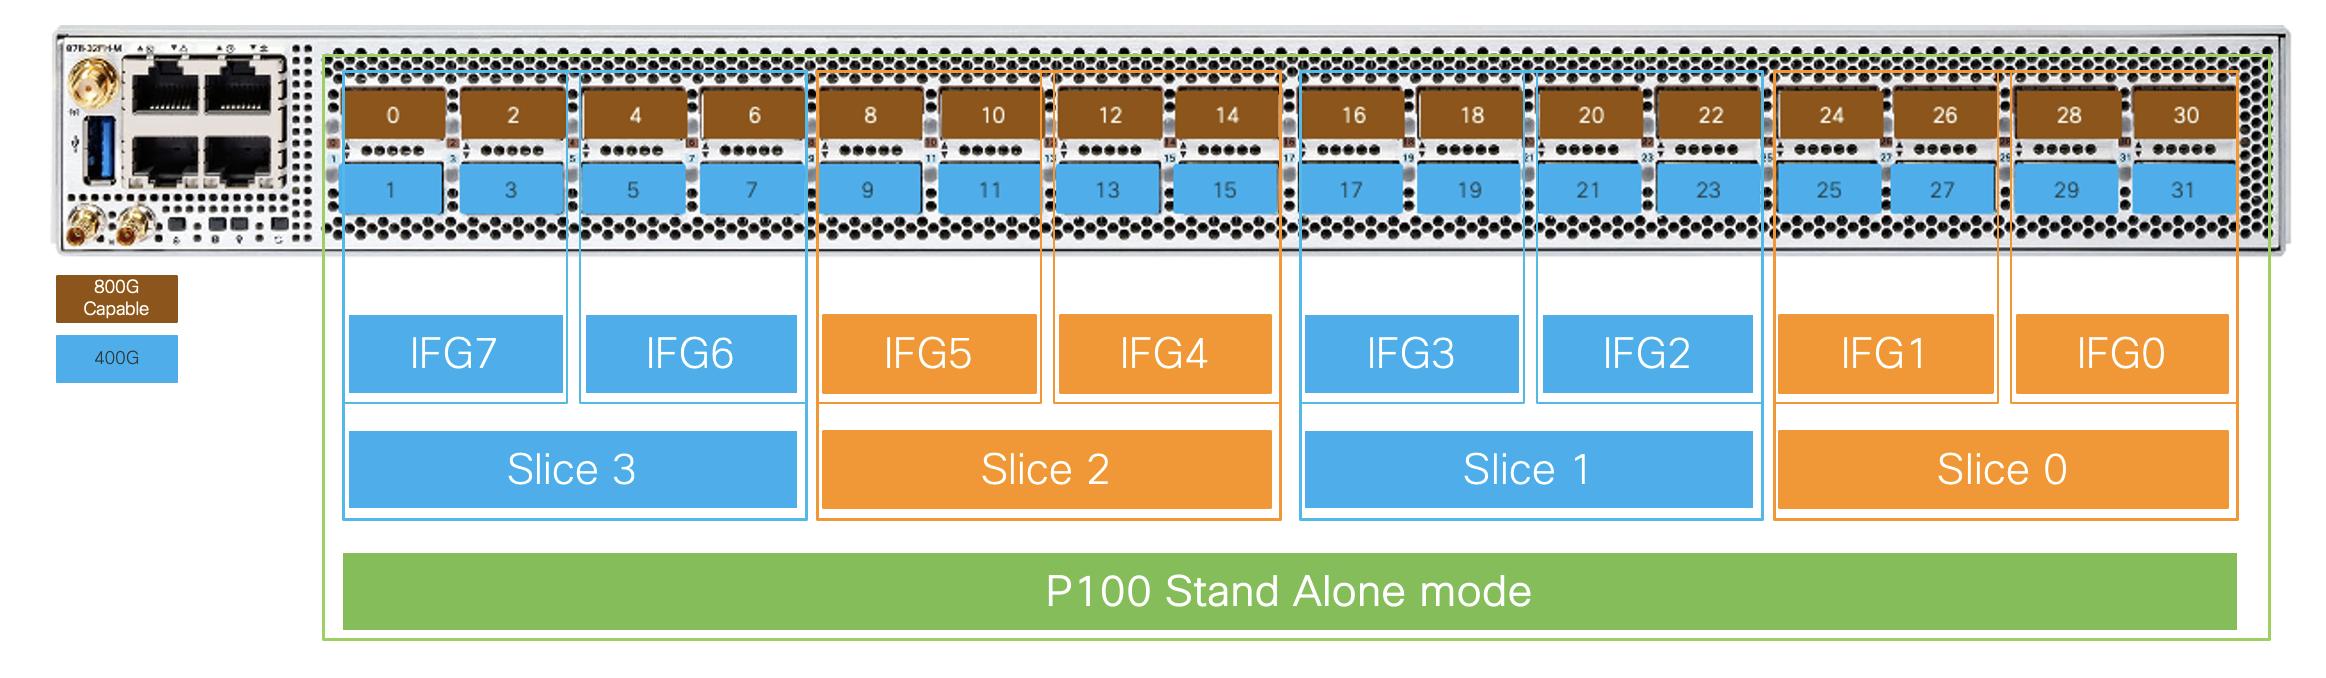 0 2 4 6 8 10 12 14 16 18 20 22 24 26 28 30
1 3 5 7 9 11 13 15 17 19 21 23 25 27 29 31
800G
Capable
400G
IFG7 IFG6 IFG5 IFG4 IFG3 IFG2 IFG1 IFG0
Slice 3 Slice 2 Slice 1 Slice 0
P100 Stand Alone mode